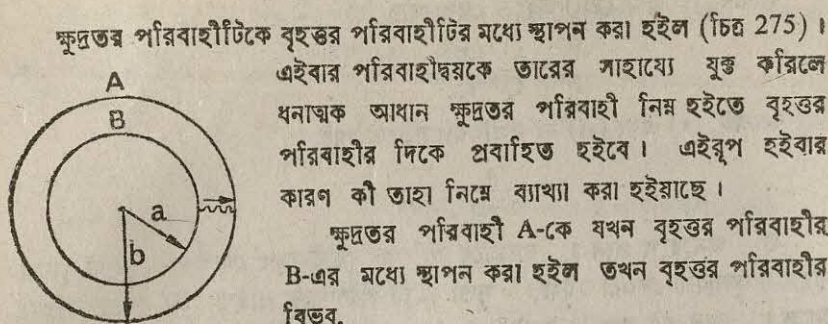 ক্ষুদ্রতর পরিবাহীটিকে বৃহত্তর পরিবাহীটির মধ্যে স্থাপন করা হইল (চিত্র 275) ।
এইবার পরিবাহীদ্বয়কে তারের সাহায্যে যুক্ত করিলে
ধনাত্মক আধান ক্ষুদ্রতর পরিবাহী নিম্ন হইতে বৃহত্তর
পরিবাহীর দিকে প্রবাহিত হইবে । এইরূপ হইবার
কারণ কী তাহা নিম্নে ব্যাখ্যা করা হইয়াছে ।
ক্ষুদ্রতর পরিবাহী A-কে যখন বৃহত্তর পরিবাহীর
B-এর মধ্যে স্থাপন করা হইল তখন বৃহত্তর পরিবাহীর
বিভব,
A
B
a
b